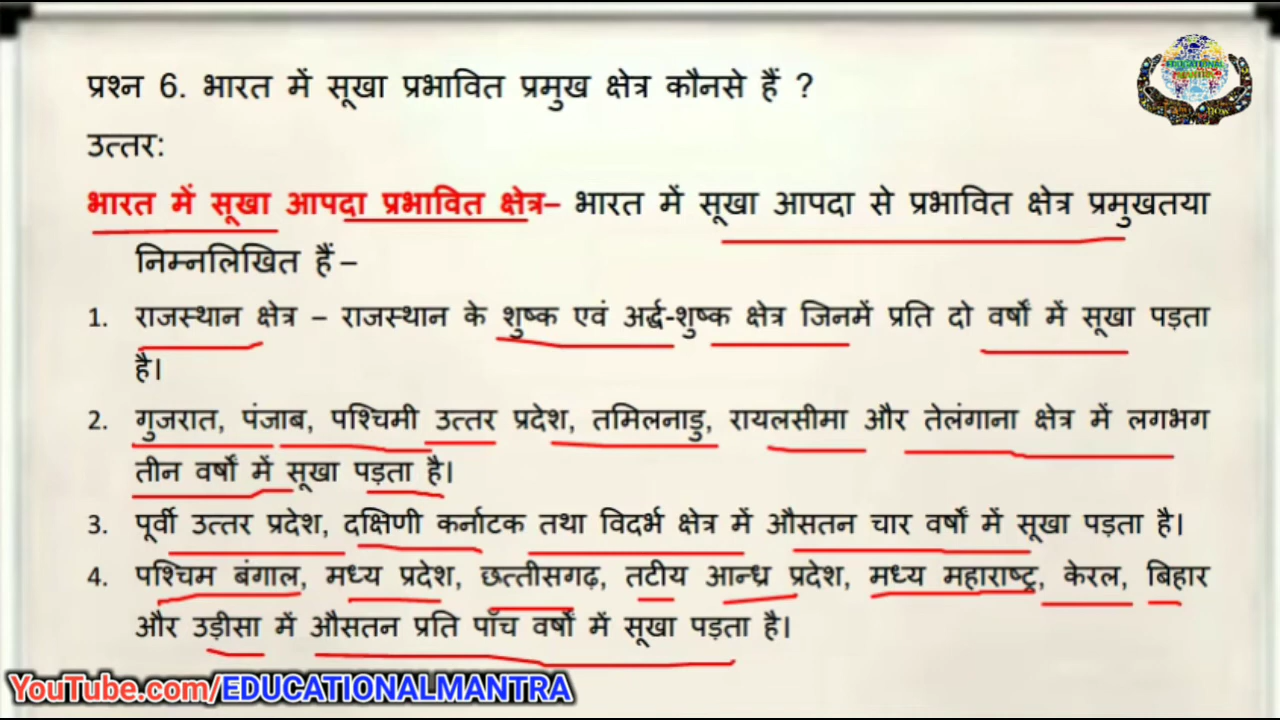 प्रश्न 6. भारत में सूखा प्रभावित प्रमुख क्षेत्र कौनसे हैं ?
उत्तर:
भारत में सूखा आपदा प्रभावित क्षेत्र– भारत में सूखा आपदा से प्रभावित क्षेत्र प्रमुखतया
निम्नलिखित हैं –
1. राजस्थान क्षेत्र – राजस्थान के शुष्क एवं अर्द्ध-शुष्क क्षेत्र जिनमें प्रति दो वर्षों में सूखा पड़ता
है।
2. गुजरात, पंजाब, पश्चिमी उत्तर प्रदेश, तमिलनाडु, रायलसीमा और तेलंगाना क्षेत्र में लगभग
तीन वर्षों में सूखा पड़ता है।
3. पूर्वी उत्तर प्रदेश, दक्षिणी कर्नाटक तथा विदर्भ क्षेत्र में औसतन चार वर्षों में सूखा पड़ता है।
4. पश्चिम बंगाल, मध्य प्रदेश, छत्तीसगढ़, तटीय आन्ध्र प्रदेश, मध्य महाराष्ट्र, केरल, बिहार
और उड़ीसा में औसतन प्रति पाँच वर्षों में सूखा पड़ता है।
YouTube.com/EDUCATIONALMANTRA
EDUCATIONAL
MANTRA